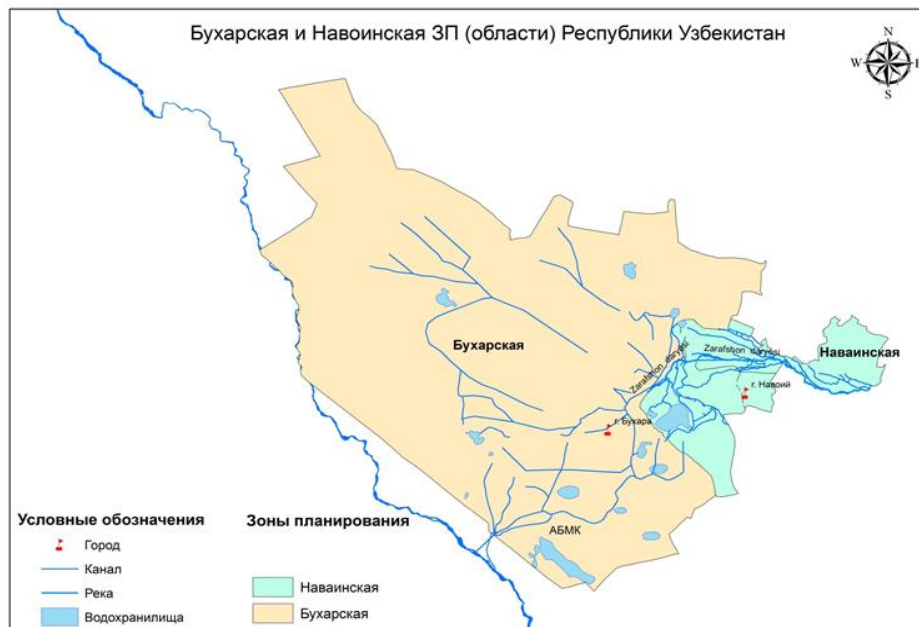 Бухарская и Навоинская ЗП (области) Республики Узбекистан
N
W E
S
Бухарская
Zarafshon daryosi
Zarafshon daryosi
Наваинская
г. Навоий
г. Бухара
АБМК
Условные обозначения
Город
Канал
Река
Водохранилища
Зоны планирования
Наваинская
Бухарская